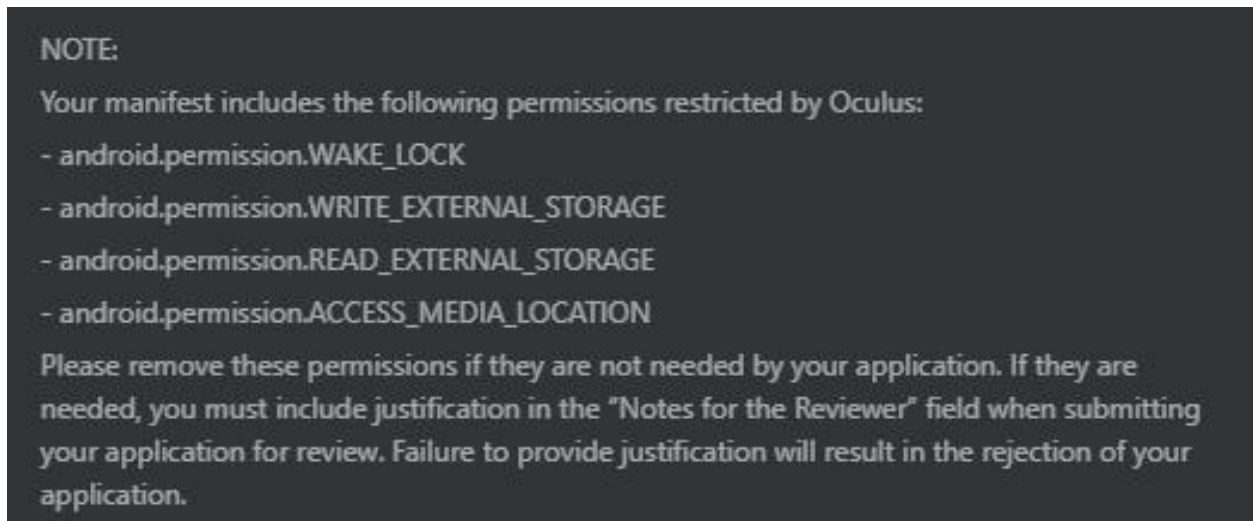 NOTE:
Your manifest includes the following permissions restricted by Oculus:
- android.permission.WAKE_LOCK
- android.permission.WRITE_EXTERNAL_STORAGE
- android.permission.READ_EXTERNAL_STORAGE
- android.permission.ACCESS_MEDIA_LOCATION
Please remove these permissions if they are not needed by your application. If they are
needed, you must include justification in the "Notes for the Reviewer" field when submitting
your application for review. Failure to provide justification will result in the rejection of your
application.